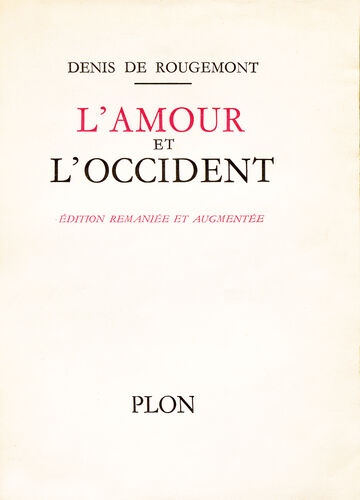 DENIS DE ROUGEMONT
L'AMOUR
ET
L'OCCIDENT
ÉDITION REMANIÉE ET AUGMENTÉE
PLON